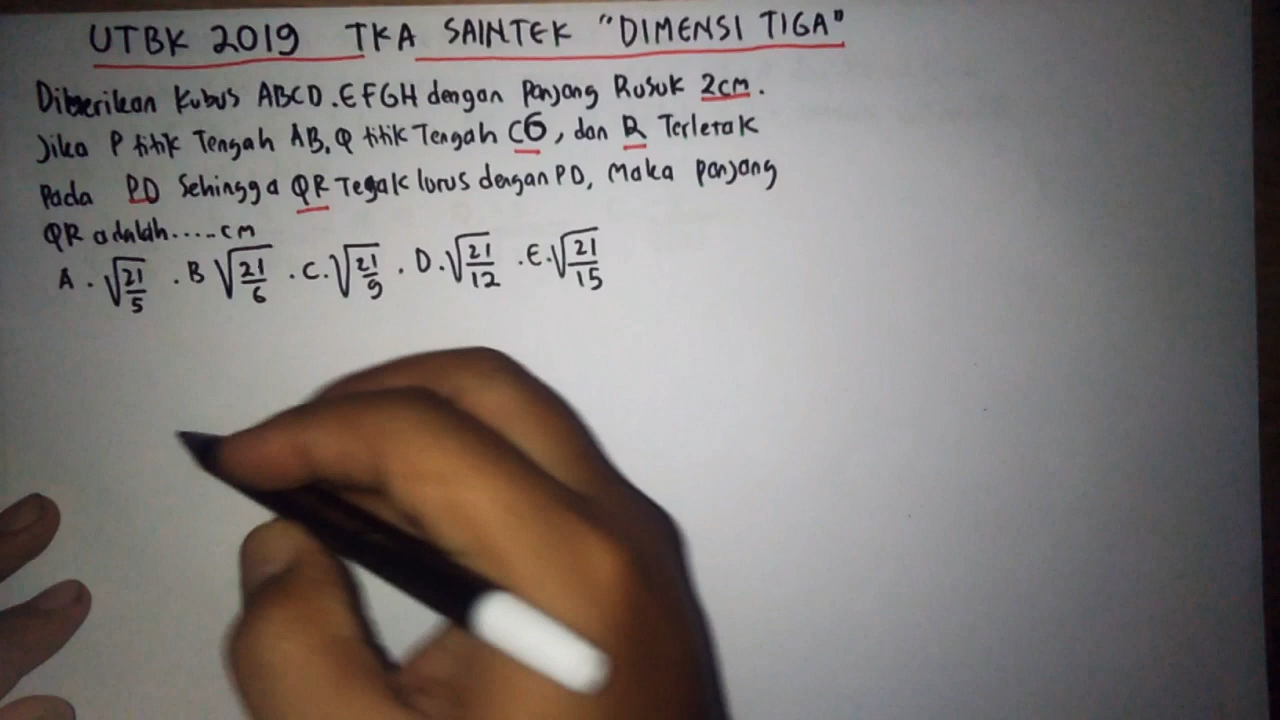 UTBK 2019 TKA SAINTEK "DIMENSI TIGA"
Diberikan Kubus ABCD.EFGH dengan Panjang Rusuk 2cm.
Jika P titik Tengah AB, Q titik Tengah CG, dan R Terletak
Pada PD Sehingga QR Tegak lurus dengan PD, Maka panjang
QR adalah.....cm
A. √21/5 . B √21/6 . C. √21/9 . D. √21/12 . E. √21/15